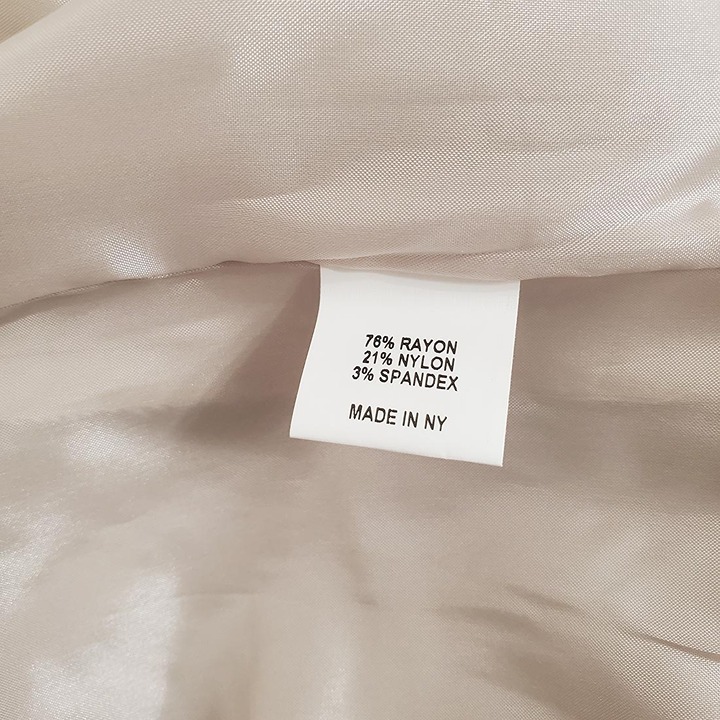 76% RAYON
21% NYLON
3% SPANDEX
MADE IN NY